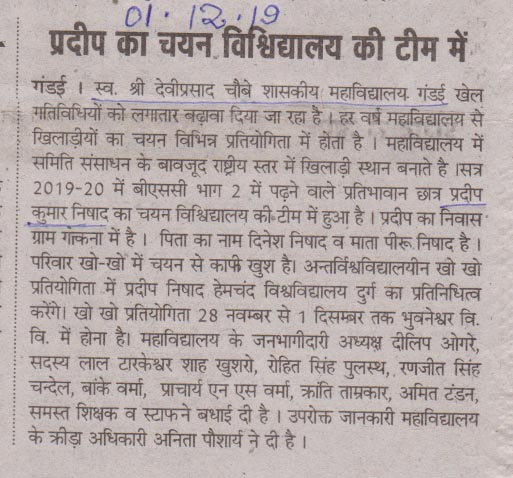 01.12.19
प्रदीप का चयन विश्विद्यालय की टीम में
गंडई । स्व. श्री देवीप्रसाद चौबे शासकीय महाविद्यालय गंडई खेल
गतिविधियों को लगातार बढ़ावा दिया जा रहा है । हर वर्ष महाविद्यालय से
खिलाड़ियों का चयन विभिन्न प्रतियोगिता में होता है । महाविद्यालय में
समिति संसाधन के बावजूद राष्ट्रीय स्तर में खिलाड़ी स्थान बनाते है ।सत्र
2019-20 में बीएससी भाग 2 में पढ़ने वाले प्रतिभावान छात्र प्रदीप
कुमार निषाद का चयन विश्विद्यालय की टीम में हुआ है । प्रदीप का निवास
ग्राम गाकना में है । पिता का नाम दिनेश निषाद व माता पीरू निषाद है ।
परिवार खो-खों में चयन से काफी खुश है। अन्तर्विश्वविद्यालयीन खो खो
प्रतियोगिता में प्रदीप निषाद हेमचंद विश्वविद्यालय दुर्ग का प्रतिनिधित्व
करेंगे। खो खो प्रतियोगिता 28 नवम्बर से 1 दिसम्बर तक भुवनेश्वर वि.
वि. में होना है। महाविद्यालय के जनभागीदारी अध्यक्ष दीलिप ओगरे,
सदस्य लाल टारकेश्वर शाह खुशरो, रोहित सिंह पुलस्थ, रणजीत सिंह
चन्देल, बांके वर्मा, प्राचार्य एन एस वर्मा, क्रांति ताम्रकार, अमित टंडन,
समस्त शिक्षक व स्टाफ ने बधाई दी है । उपरोक्त जानकारी महाविद्यालय
के क्रीड़ा अधिकारी अनिता पौशार्य ने दी है ।